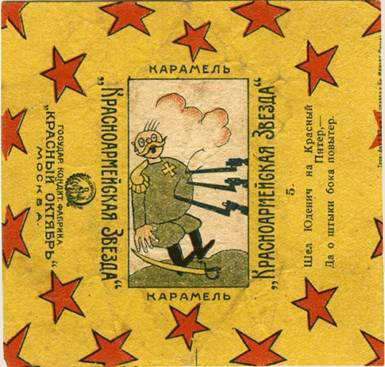 КАРАМЕЛЬ
„КРАСНОАРМЕЙСКАЯ ЗВЕЗДА“
ГОСУДАР. КОНДИТ. ФАБРИКА
„КРАСНЫЙ ОКТЯБРЬ“
МОСКВА.
„КРАСНОАРМЕЙСКАЯ ЗВЕЗДА“
5.
Шел Юденич на Красный
Питер,—
Да о штыки бока повытер.
КАРАМЕЛЬ